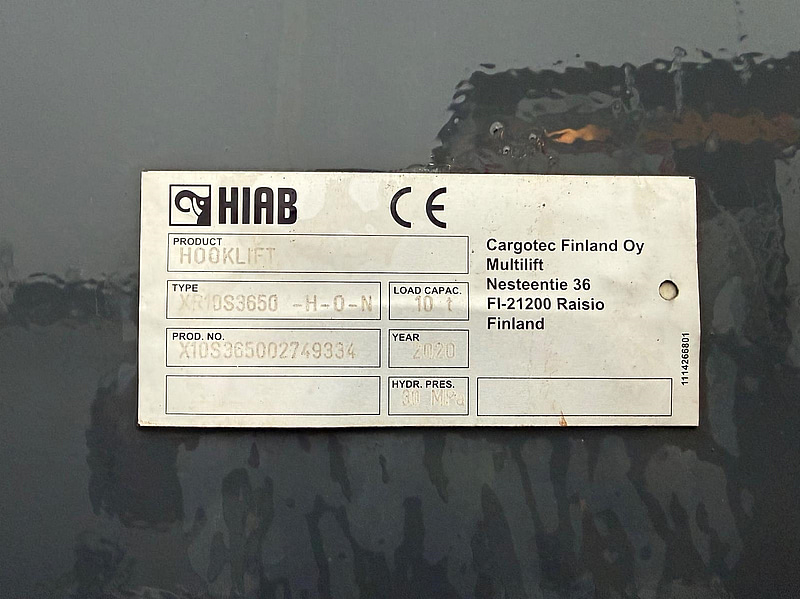 HIAB CE
PRODUCT
HOOKLIFT
TYPE
XR10S3650 -H-O-N
LOAD CAPAC.
10 t
PROD. NO.
X10S365002749334
YEAR
2020
HYDR. PRES.
30 MPa
Cargotec Finland Oy
Multilift
Nesteentie 36
FI-21200 Raisio
Finland
1114266801